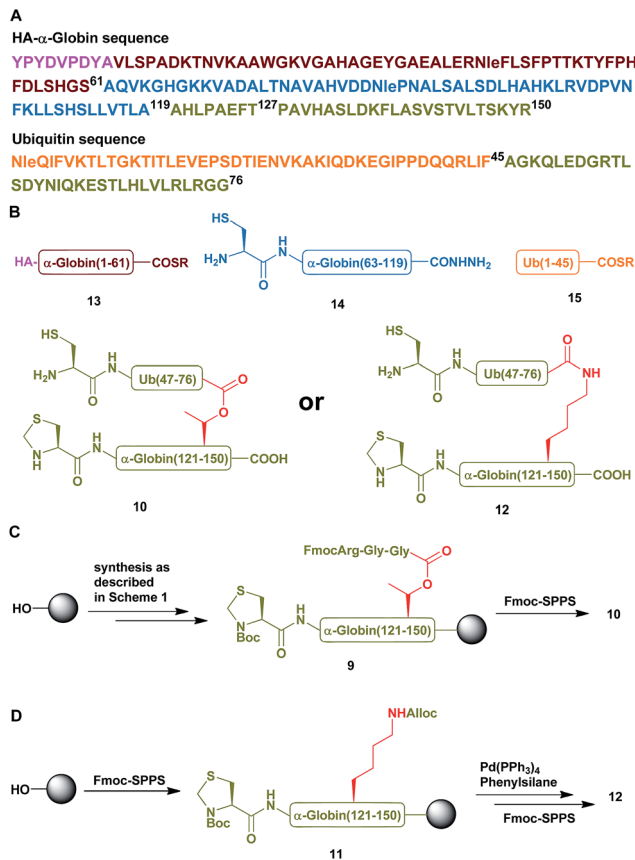 A
HA-α-Globin sequence
YPYDVPDYAVLSPADKTNVKAAWGKVGAHAGEYGAEALERNleFLSFPTTKTYFPH
FDLSHGS61AQVKGHGKKVADALTNAVAHVDDNlePNALSALSDLHAHKLRVDPVN
FKLLSHSLLVTLA119AHLPAEFT127PAVHASLDKFLASVSTVLTSKYR150
Ubiquitin sequence
NleQIFVKTLTGKTITLEVEPSDTIENVKAKIQDKEGIPPDQQRLIF45AGKQLEDGRTL
SDYNIQKESTLHLVLRLRGG76
B
HA- α-Globin(1-61) COSR
13
HS
H2N
O
H
N
α-Globin(63-119) CONHNH2
14
Ub(1-45) COSR
15
HS
H2N
O
H
N
Ub(47-76)
O
O
S
N
H
O
H
N
α-Globin(121-150) COOH
10
or
HS
H2N
O
H
N
Ub(47-76)
O
NH
S
N
H
O
H
N
α-Globin(121-150) COOH
12
C
HO
synthesis as
described
in Scheme 1
FmocArg-Gly-Gly
O
O
S
N
Boc
O
H
N
α-Globin(121-150)
9
Fmoc-SPPS
10
D
HO
Fmoc-SPPS
NHAlloc
S
N
Boc
O
H
N
α-Globin(121-150)
11
Pd(PPh3)4
Phenylsilane
Fmoc-SPPS
12